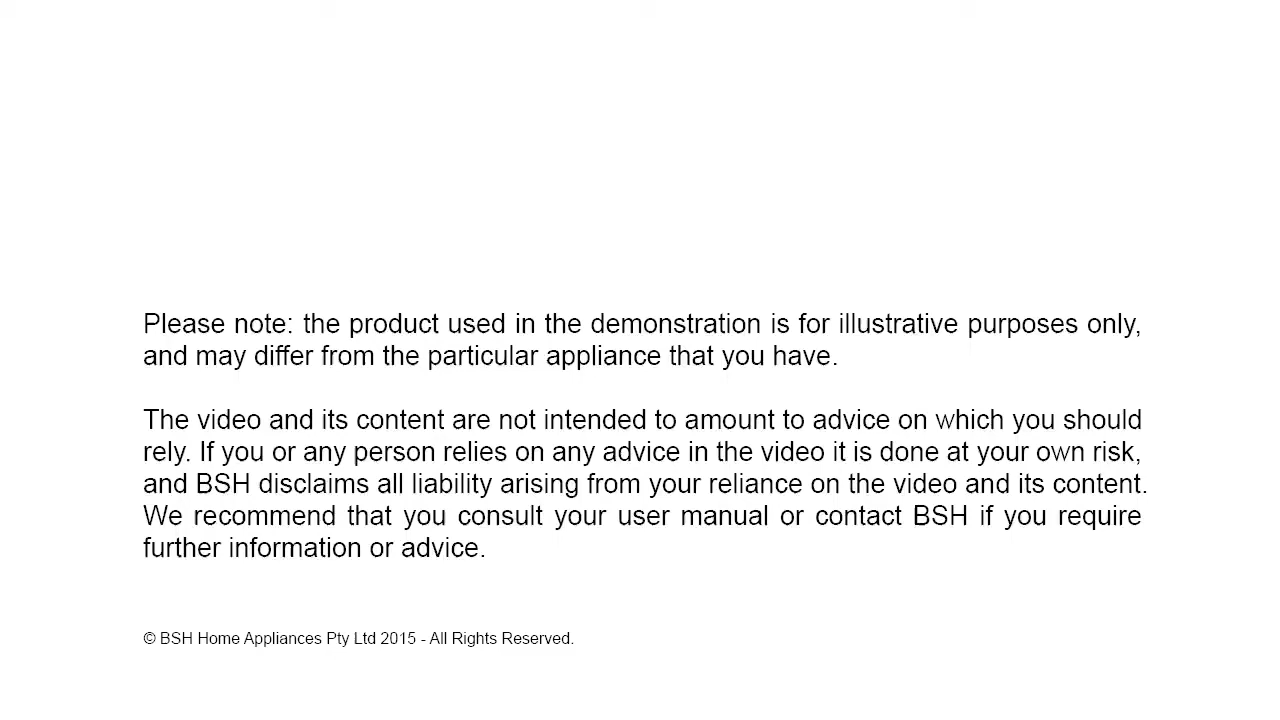 Please note: the product used in the demonstration is for illustrative purposes only,
and may differ from the particular appliance that you have.
The video and its content are not intended to amount to advice on which you should
rely. If you or any person relies on any advice in the video it is done at your own risk,
and BSH disclaims all liability arising from your reliance on the video and its content.
We recommend that you consult your user manual or contact BSH if you require
further information or advice.
© BSH Home Appliances Pty Ltd 2015 - All Rights Reserved.